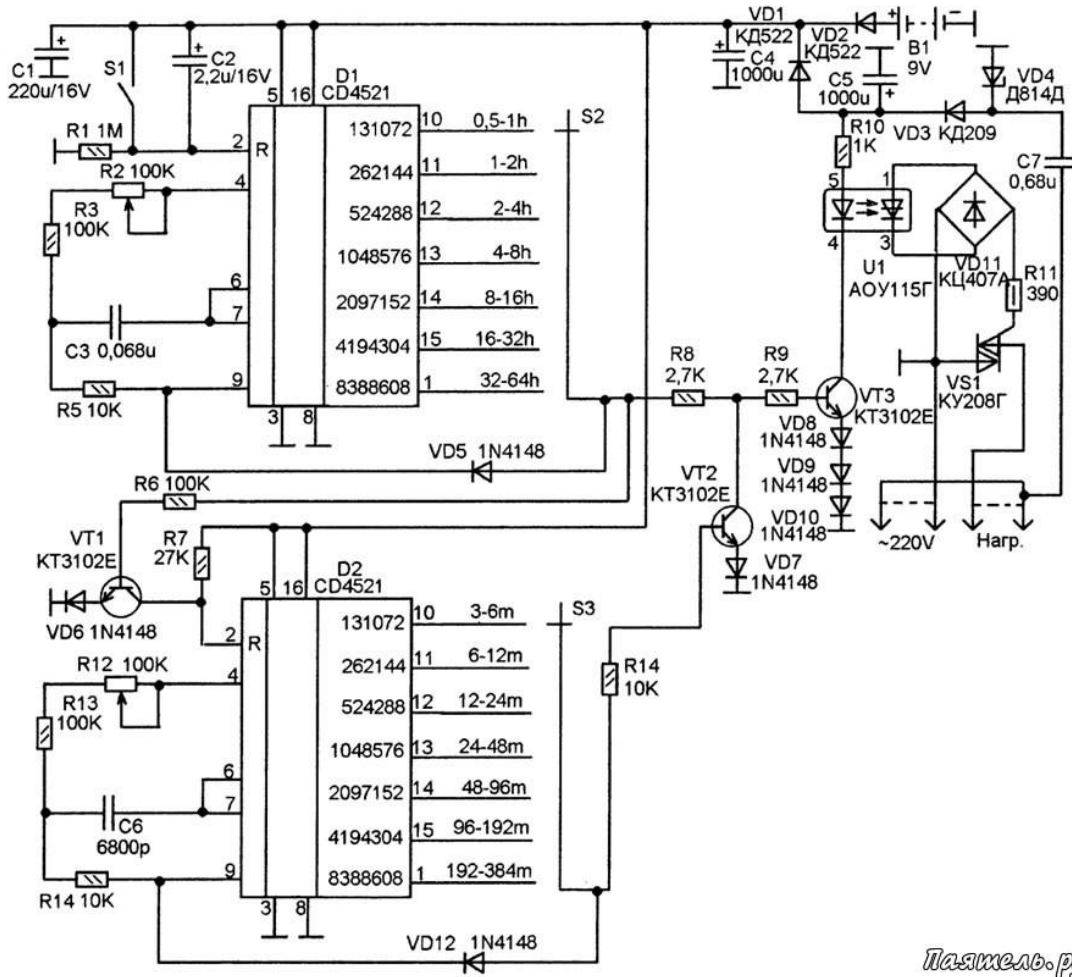 C1
220u/16V
S1
C2
2,2u/16V
R1 1M
R2 100K
R3
100K
C3 0,068u
R5 10K
D1
CD4521
5
16
2
R
4
6
7
9
3
8
131072
10
0,5-1h
262144
11
1-2h
524288
12
2-4h
1048576
13
4-8h
2097152
14
8-16h
4194304
15
16-32h
8388608
1
32-64h
S2
VD5
1N4148
R6 100K
R7
27K
VT1
КТ3102Е
VD6 1N4148
R12 100K
R13
100K
C6
6800p
R14 10K
D2
CD4521
5
16
2
R
4
6
7
9
3
8
131072
10
3-6m
262144
11
6-12m
524288
12
12-24m
1048576
13
24-48m
2097152
14
48-96m
4194304
15
96-192m
8388608
1
192-384m
S3
VD12
1N4148
R14
10K
R8
2,7K
R9
2,7K
VT2
КТ3102Е
VD7
1N4148
VT3
КТ3102Е
VD8
1N4148
VD9
1N4148
VD10
1N4148
VD1
КД522
VD2
КД522
+
C4
1000u
C5
1000u
+
+
-
B1
9V
VD4
Д814Д
VD3
КД209
R10
1K
5
4
1
3
U1
АОУ115Г
VD11
КЦ407А
C7
0,68u
R11
390
VS1
КУ208Г
~220V
Нагр.
Паятель.р